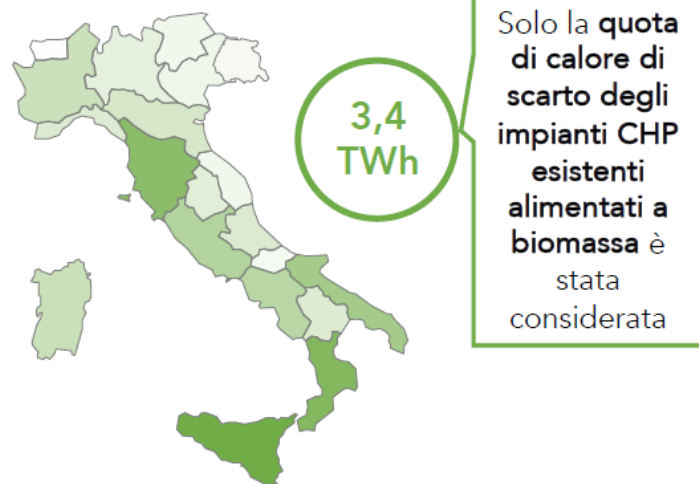 3,4
TWh
Solo la quota
di calore di
scarto degli
impianti CHP
esistenti
alimentati a
biomassa è
stata
considerata